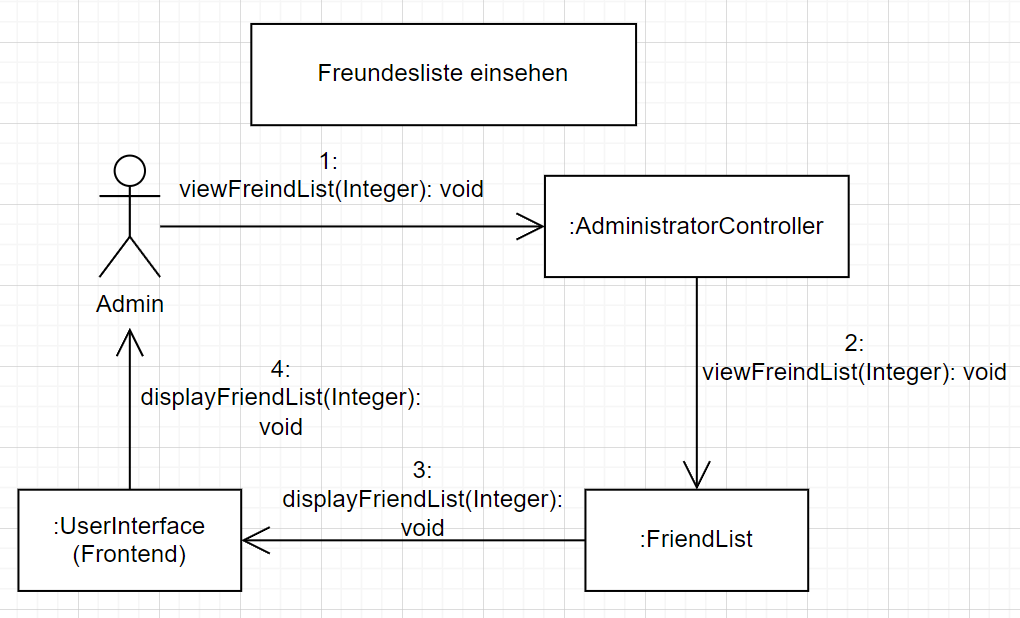 Freundesliste einsehen
1:
viewFreindList(Integer): void
:AdministratorController
Admin
2:
viewFreindList(Integer): void
4:
displayFriendList(Integer):
void
3:
displayFriendList(Integer):
void
:UserInterface
(Frontend)
:FriendList